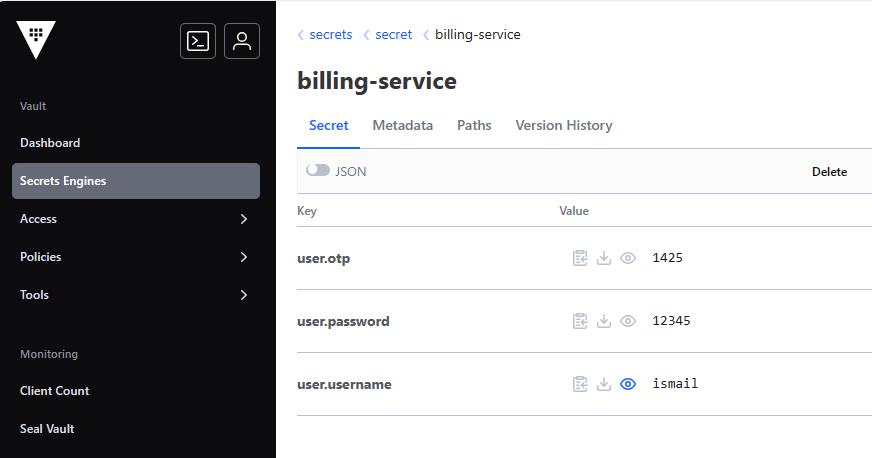 secrets secret billing-service
billing-service
Vault
Dashboard
Secrets Engines
Access
Policies
Tools
Monitoring
Client Count
Seal Vault
Secret Metadata Paths Version History
JSON Delete
Key Value
user.otp 1425
user.password 12345
user.username ismail